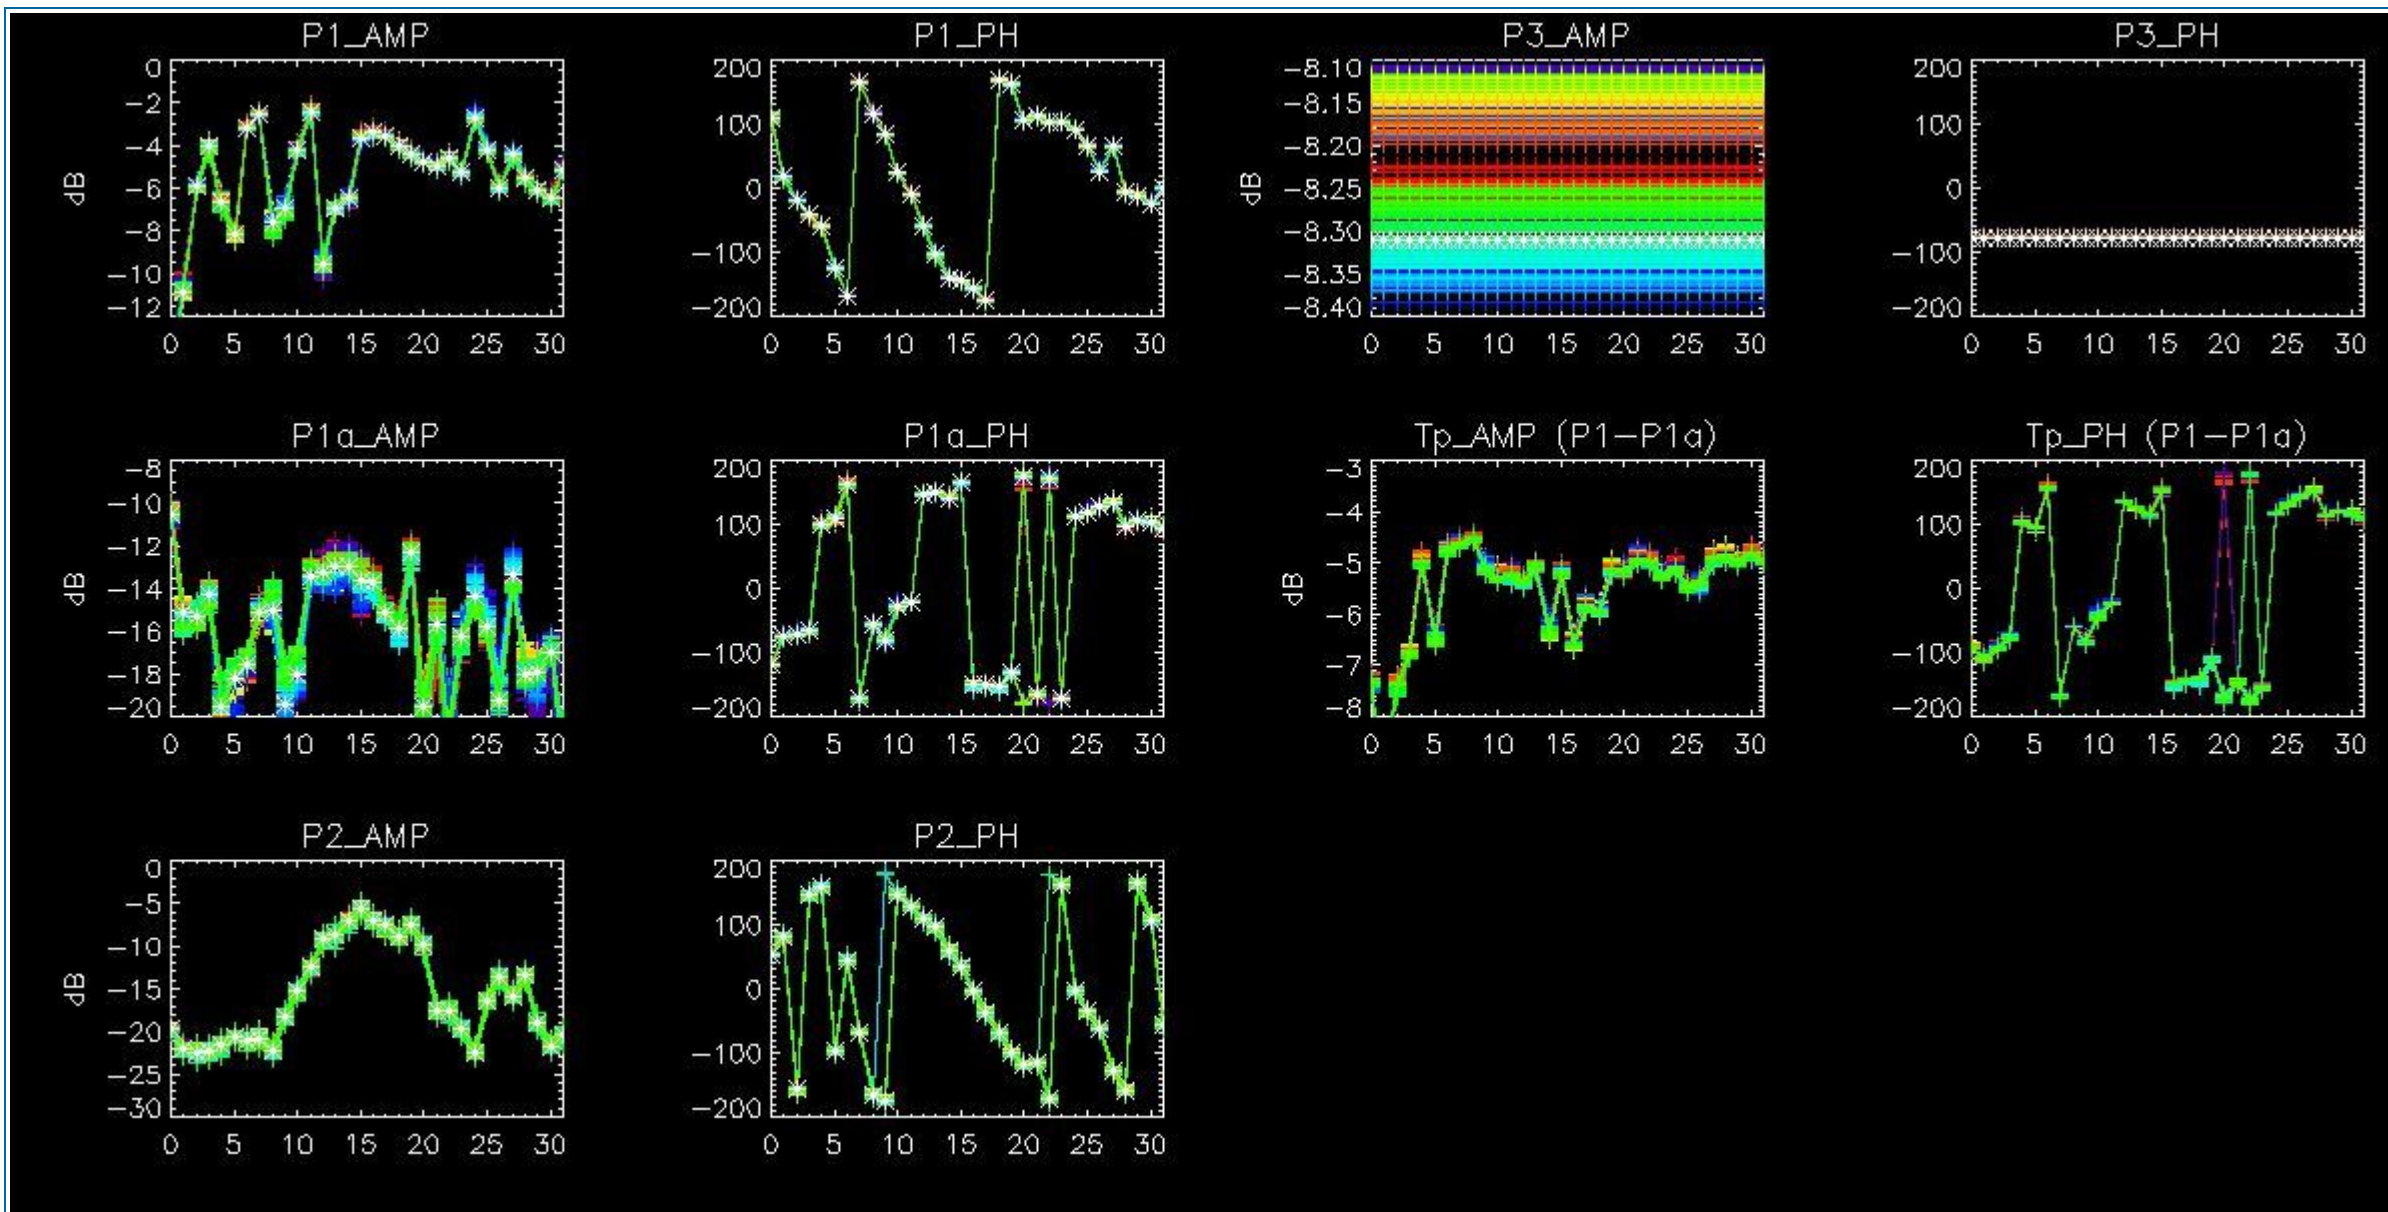 P1_AMP
0
−2
−4
−6
−8
−10
−12
dB
0 5 10 15 20 25 30
P1_PH
200
100
0
−100
−200
0 5 10 15 20 25 30
P3_AMP
−8.10
−8.15
−8.20
−8.25
−8.30
−8.35
−8.40
dB
0 5 10 15 20 25 30
P3_PH
200
100
0
−100
−200
0 5 10 15 20 25 30
P1a_AMP
−8
−10
−12
−14
−16
−18
−20
dB
0 5 10 15 20 25 30
P1a_PH
200
100
0
−100
−200
0 5 10 15 20 25 30
Tp_AMP (P1−P1a)
−3
−4
−5
−6
−7
−8
dB
0 5 10 15 20 25 30
Tp_PH (P1−P1a)
200
100
0
−100
−200
0 5 10 15 20 25 30
P2_AMP
0
−5
−10
−15
−20
−25
−30
dB
0 5 10 15 20 25 30
P2_PH
200
100
0
−100
−200
0 5 10 15 20 25 30